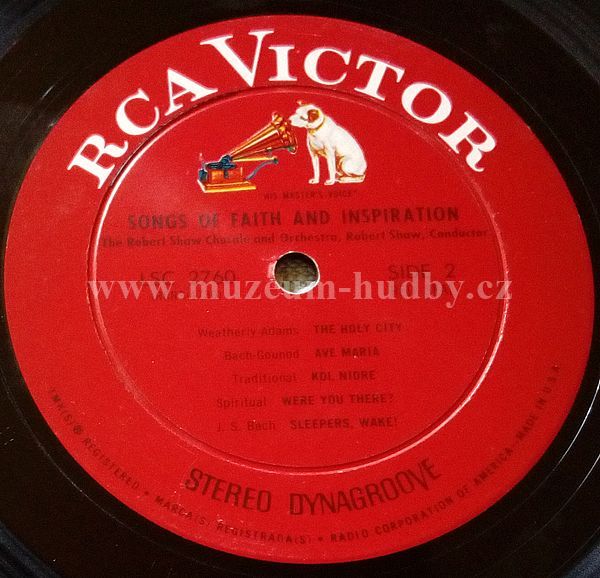 RCA VICTOR
"HIS MASTER'S VOICE"
SONGS OF FAITH AND INSPIRATION
The Robert Shaw Chorale and Orchestra, Robert Shaw, Conductor
LSC 2760 SIDE 2
www.muzeum-hudby.cz
Weatherly-Adams THE HOLY CITY
Bach-Gounod AVE MARIA
Traditional KOL NIDRE
Spiritual WERE YOU THERE?
J. S. Bach SLEEPERS, WAKE!
STEREO DYNAGROOVE
TMK(S) ® REGISTERED • MARCA(S) REGISTRADA(S) • RADIO CORPORATION OF AMERICA-MADE IN U.S.A.